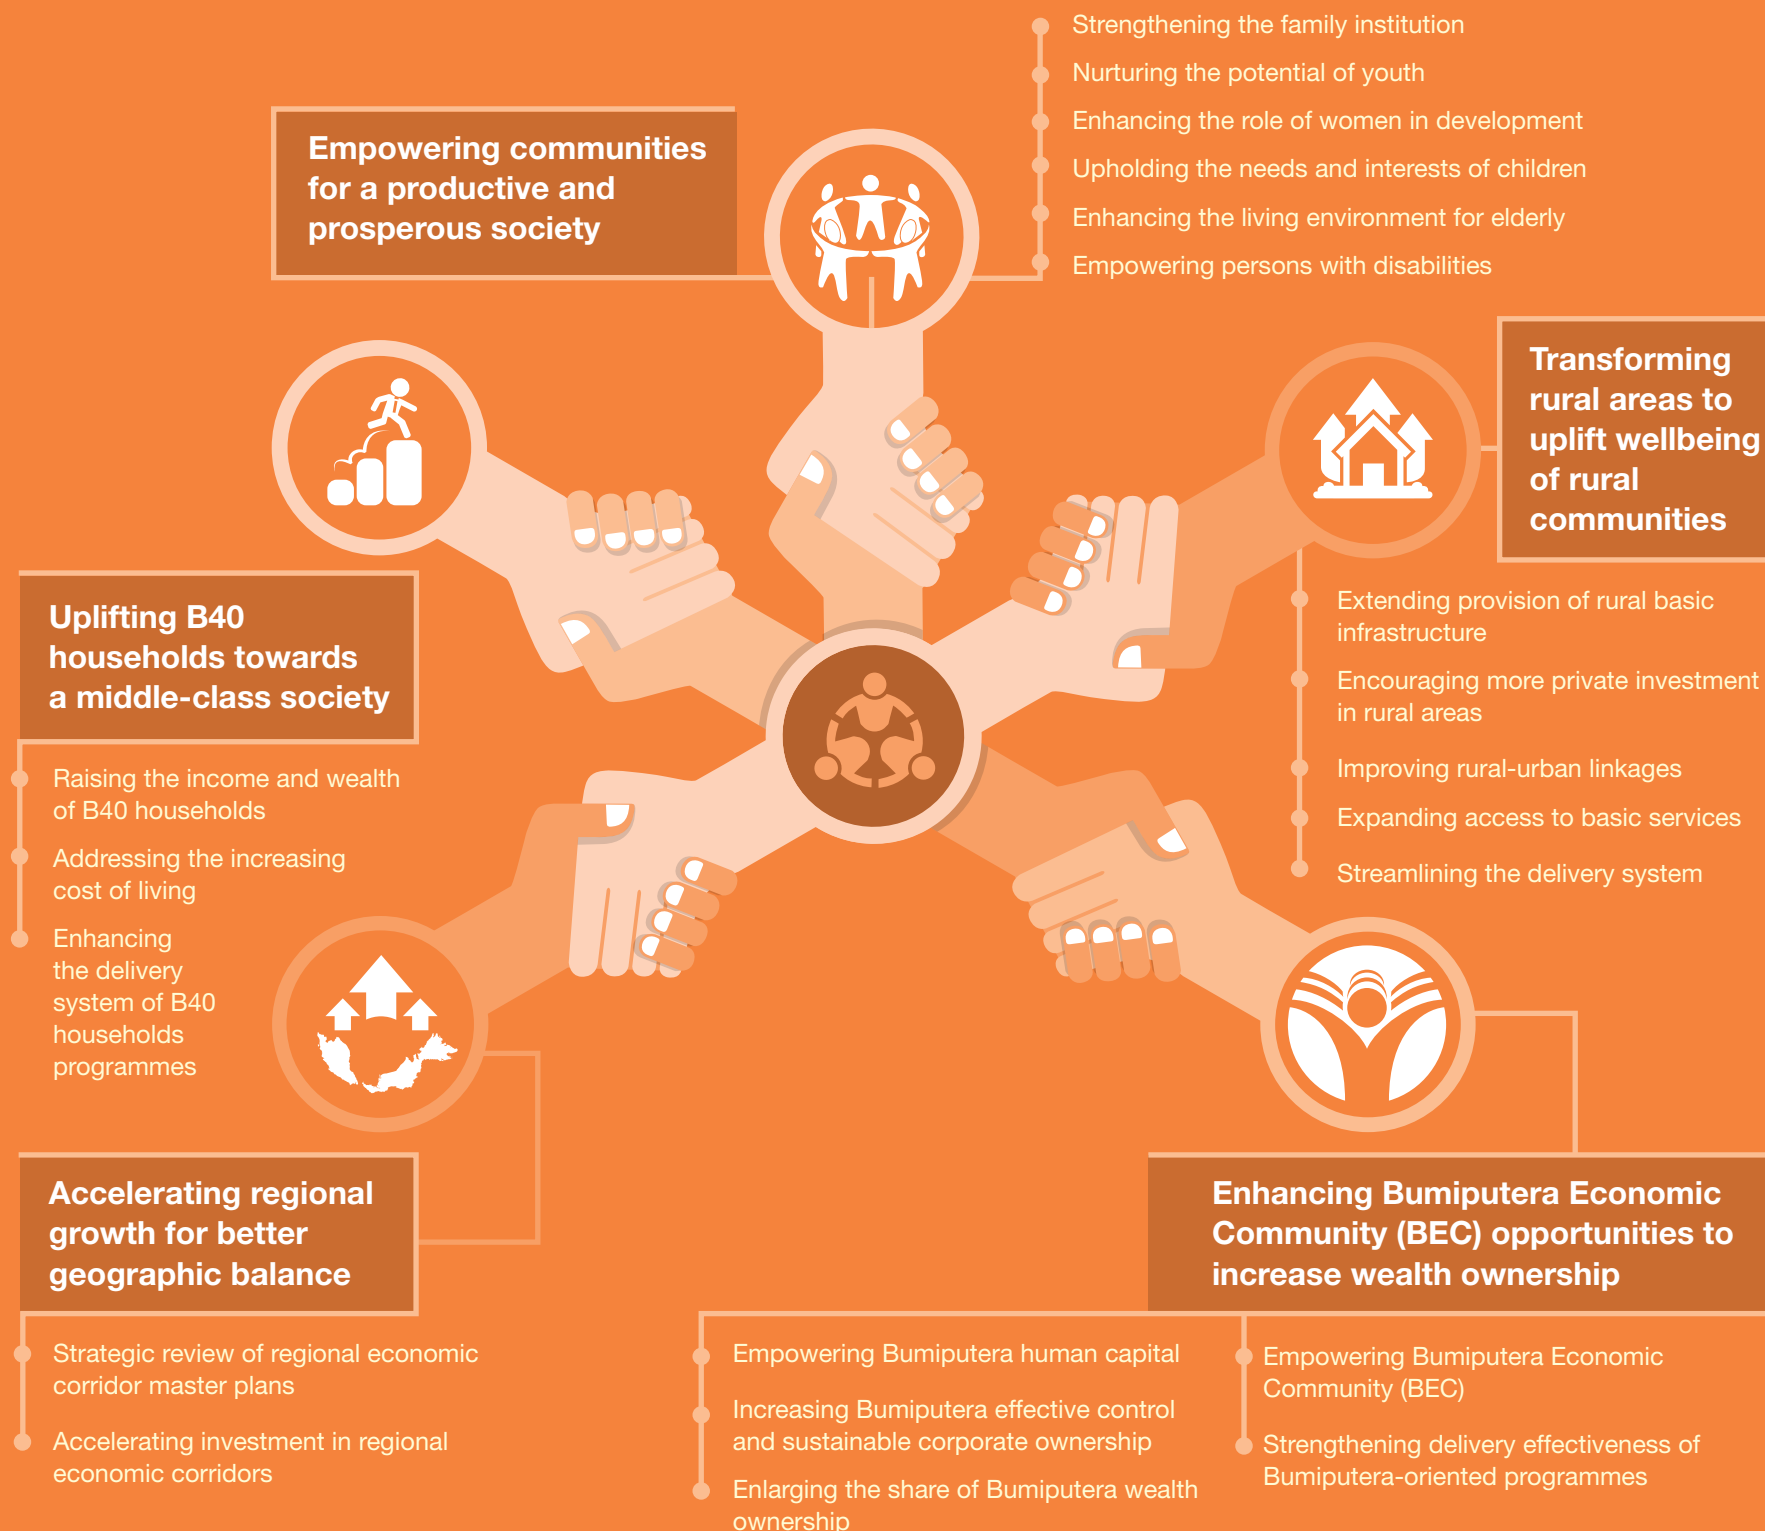 Empowering communities
for a productive and
prosperous society
Strengthening the family institution
Nurturing the potential of youth
Enhancing the role of women in development
Upholding the needs and interests of children
Enhancing the living environment for elderly
Empowering persons with disabilities
Transforming
rural areas to
uplift wellbeing
of rural
communities
Extending provision of rural basic
infrastructure
Encouraging more private investment
in rural areas
Improving rural-urban linkages
Expanding access to basic services
Streamlining the delivery system
Uplifting B40
households towards
a middle-class society
Raising the income and wealth
of B40 households
Addressing the increasing
cost of living
Enhancing
the delivery
system of B40
households
programmes
Accelerating regional
growth for better
geographic balance
Strategic review of regional economic
corridor master plans
Accelerating investment in regional
economic corridors
Enhancing Bumiputera Economic
Community (BEC) opportunities to
increase wealth ownership
Empowering Bumiputera human capital
Increasing Bumiputera effective control
and sustainable corporate ownership
Enlarging the share of Bumiputera wealth
ownership
Empowering Bumiputera Economic
Community (BEC)
Strengthening delivery effectiveness of
Bumiputera-oriented programmes